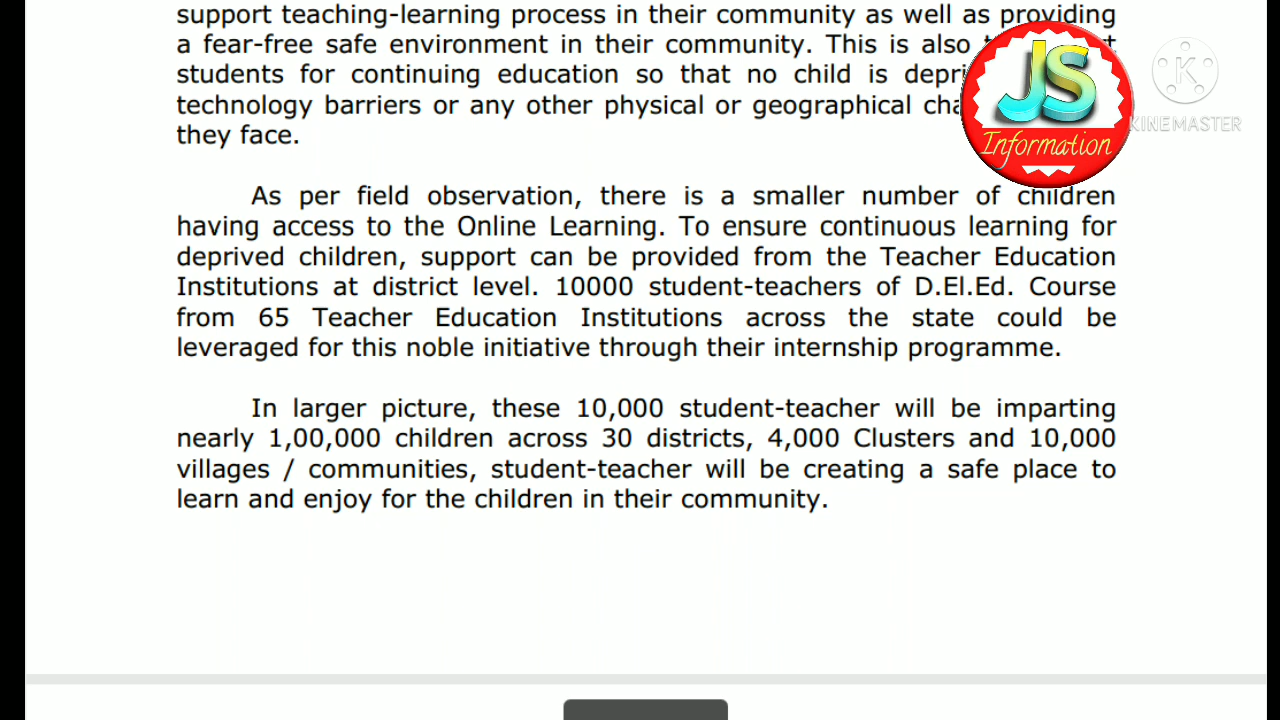 support teaching-learning process in their community as well as providing
a fear-free safe environment in their community. This is also
students for continuing education so that no child is
technology barriers or any other physical or geographical
they face.
As per field observation, there is a smaller number of children
having access to the Online Learning. To ensure continuous learning for
deprived children, support can be provided from the Teacher Education
Institutions at district level. 10000 student-teachers of D.El.Ed. Course
from 65 Teacher Education Institutions across the state could be
leveraged for this noble initiative through their internship programme.
In larger picture, these 10,000 student-teacher will be imparting
nearly 1,00,000 children across 30 districts, 4,000 Clusters and 10,000
villages / communities, student-teacher will be creating a safe place to
learn and enjoy for the children in their community.
JS
Information
K
KINEMASTER